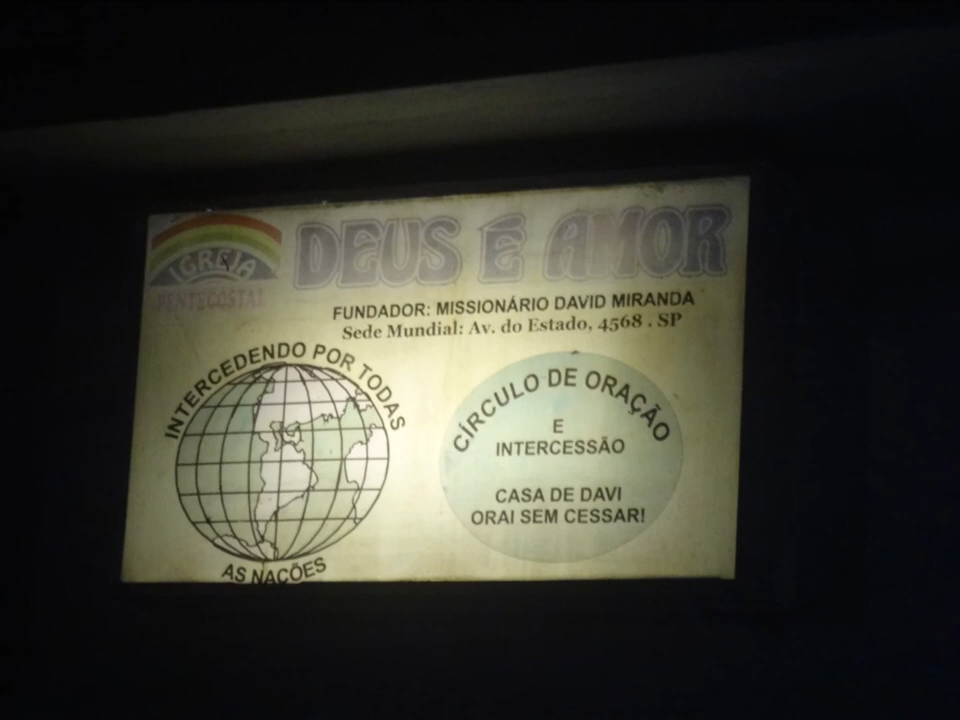 IGREJA
PENTECOSTAL
DEUS É AMOR
FUNDADOR: MISSIONÁRIO DAVID MIRANDA
Sede Mundial: Av. do Estado, 4568 . SP
INTERCEDENDO POR TODAS
AS NAÇÕES
CÍRCULO DE ORAÇÃO
E
INTERCESSÃO
CASA DE DAVI
ORAI SEM CESSAR!